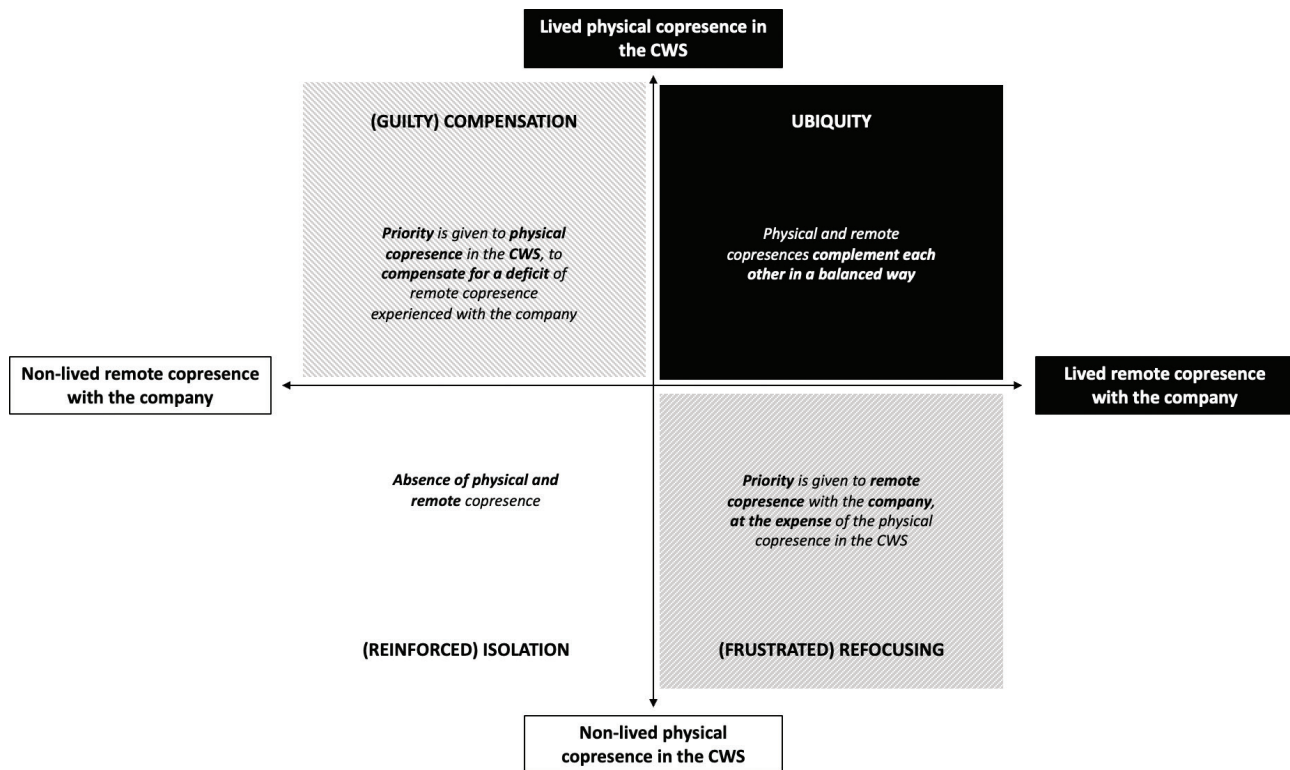 Lived physical copresence in
the CWS
(GUILTY) COMPENSATION
UBIQUITY
Priority is given to physical
copresence in the CWS, to
compensate for a deficit of
remote copresence
experienced with the company
Physical and remote
copresences complement each
other in a balanced way
Non-lived remote copresence
with the company
Lived remote copresence
with the company
Absence of physical and
remote copresence
Priority is given to remote
copresence with the company,
at the expense of the physical
copresence in the CWS
(REINFORCED) ISOLATION
(FRUSTRATED) REFOCUSING
Non-lived physical
copresence in the CWS